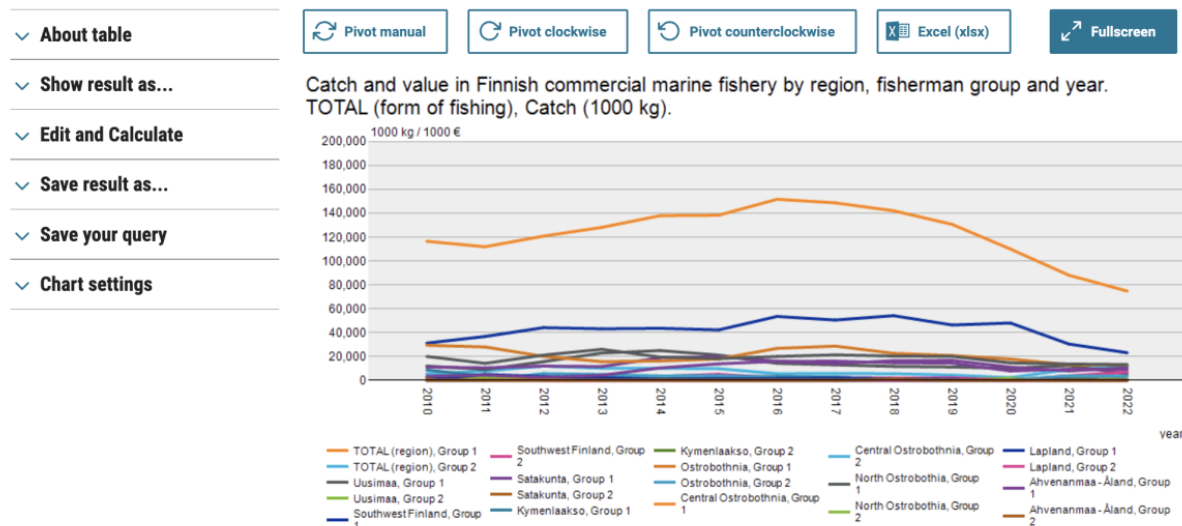 About table
Show result as...
Edit and Calculate
Save result as...
Save your query
Chart settings
Pivot manual
Pivot clockwise
Pivot counterclockwise
Excel (xlsx)
Fullscreen
Catch and value in Finnish commercial marine fishery by region, fisherman group and year.
TOTAL (form of fishing), Catch (1000 kg).
1000 kg / 1000 €
200,000
180,000
160,000
140,000
120,000
100,000
80,000
60,000
40,000
20,000
0
2010
2011
2012
2013
2014
2015
2016
2017
2018
2019
2020
2021
2022
year
TOTAL (region), Group 1
TOTAL (region), Group 2
Uusimaa, Group 1
Uusimaa, Group 2
Southwest Finland, Group
1
Southwest Finland, Group
2
Satakunta, Group 1
Satakunta, Group 2
Kymenlaakso, Group 1
Kymenlaakso, Group 2
Ostrobothnia, Group 1
Ostrobothnia, Group 2
Central Ostrobothnia, Group
1
Central Ostrobothnia, Group
2
North Ostrobothia, Group
1
North Ostrobothia, Group
2
Lapland, Group 1
Lapland, Group 2
Ahvenanmaa - Åland, Group
1
Ahvenanmaa - Åland, Group
2